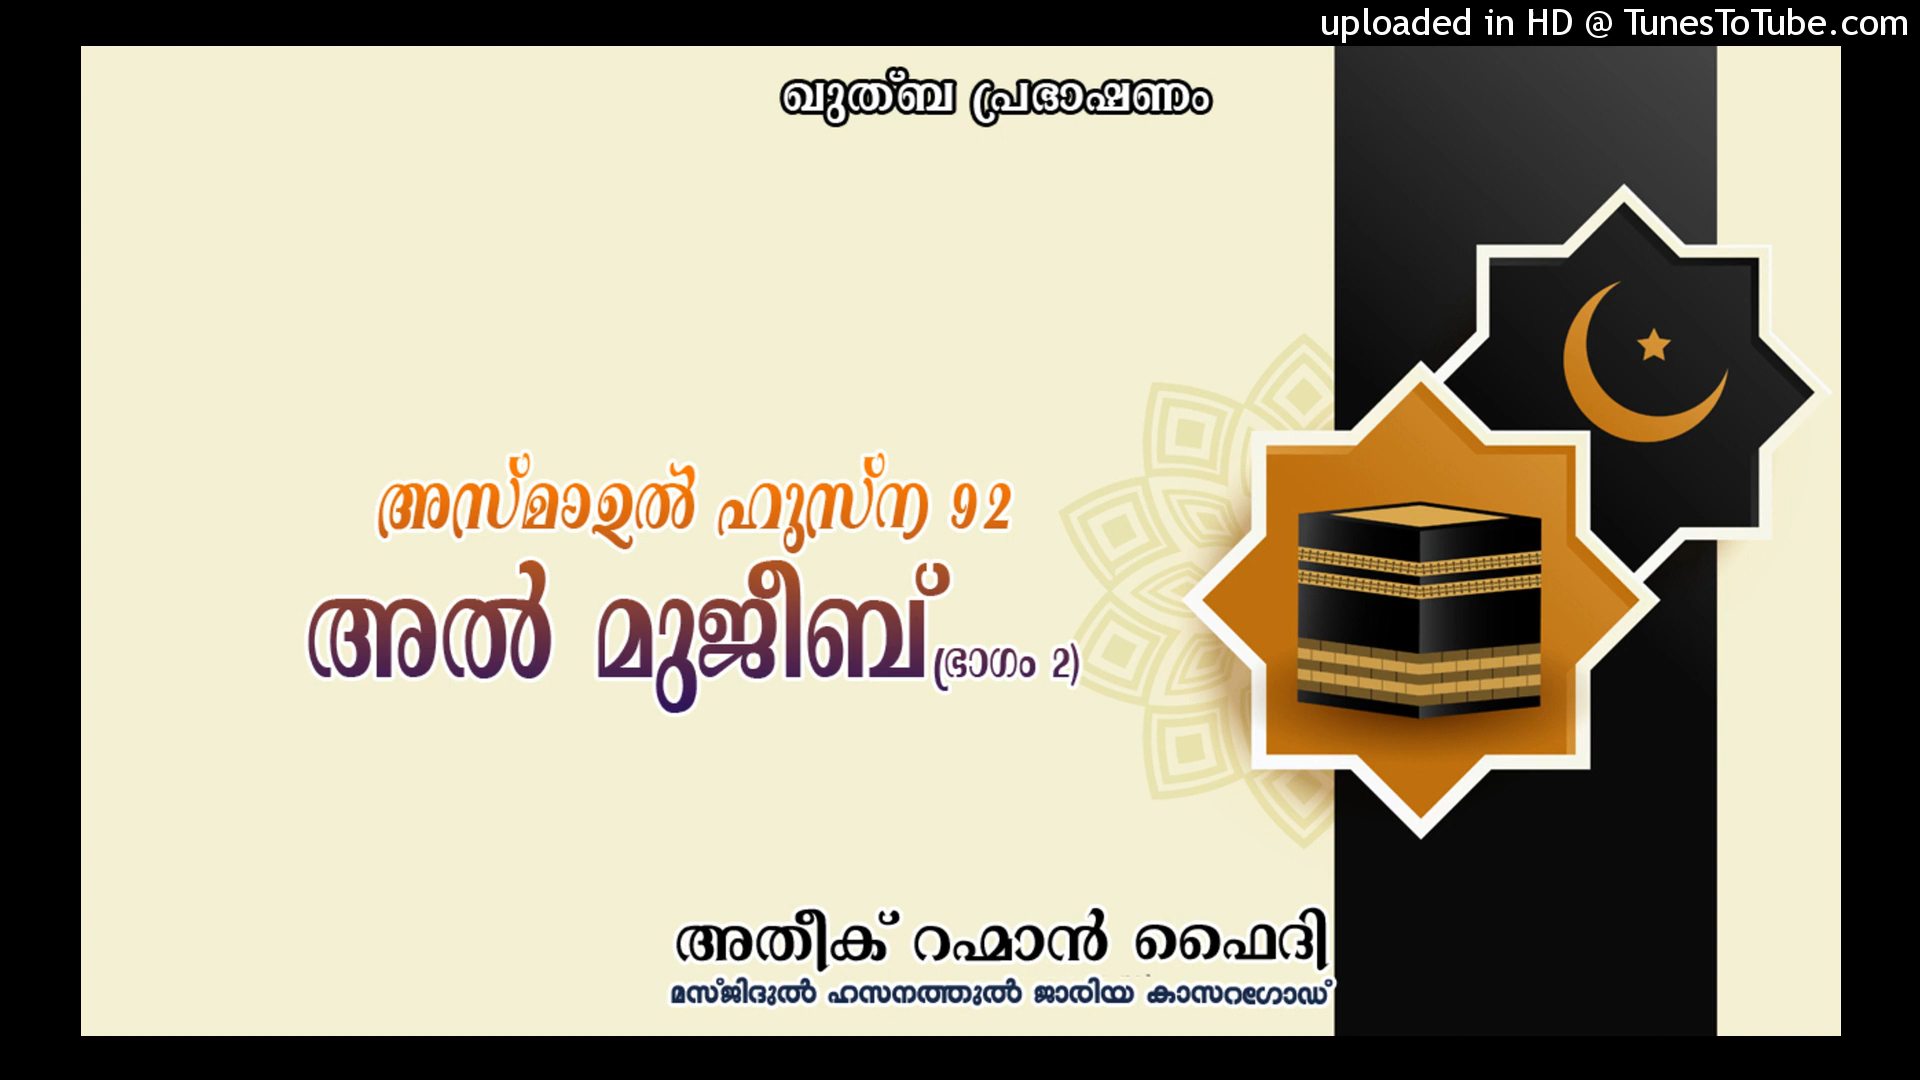 uploaded in HD @ TunesToTube.com
ഖുത്ബ പ്രഭാഷണം
അസ്മാഉൽ ഹുസ്ന 92
അൽ മുജീബ് (ഭാഗം 2)
അതീക് റഹ്മാൻ ഫൈദി
മസ്ജിദുൽ ഹസനത്തുൽ ജാരിയ കാസറഗോഡ്